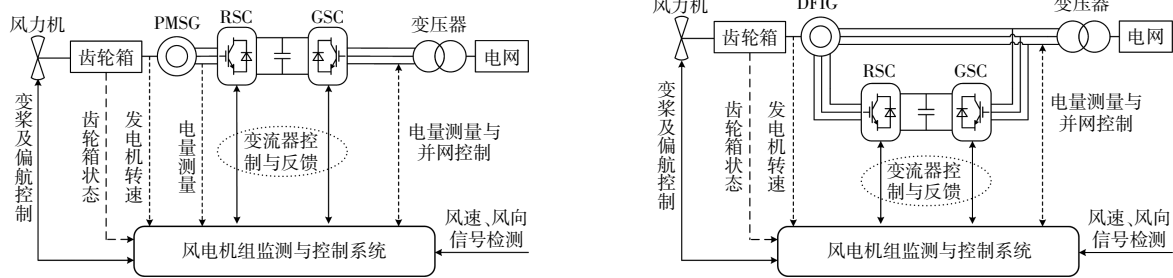 风力机
PMSG
RSC
GSC
变压器
齿轮箱
电网
变桨及偏航控制
齿轮箱状态
发电机转速
电量测量
变流器控
制与反馈
电量测量与
并网控制
风速、风向
信号检测
风电机组监测与控制系统
风力机
DFIG
变压器
齿轮箱
电网
RSC
GSC
变桨及偏航控制
齿轮箱状态
发电机转速
变流器控
制与反馈
电量测量与
并网控制
风速、风向
信号检测
风电机组监测与控制系统